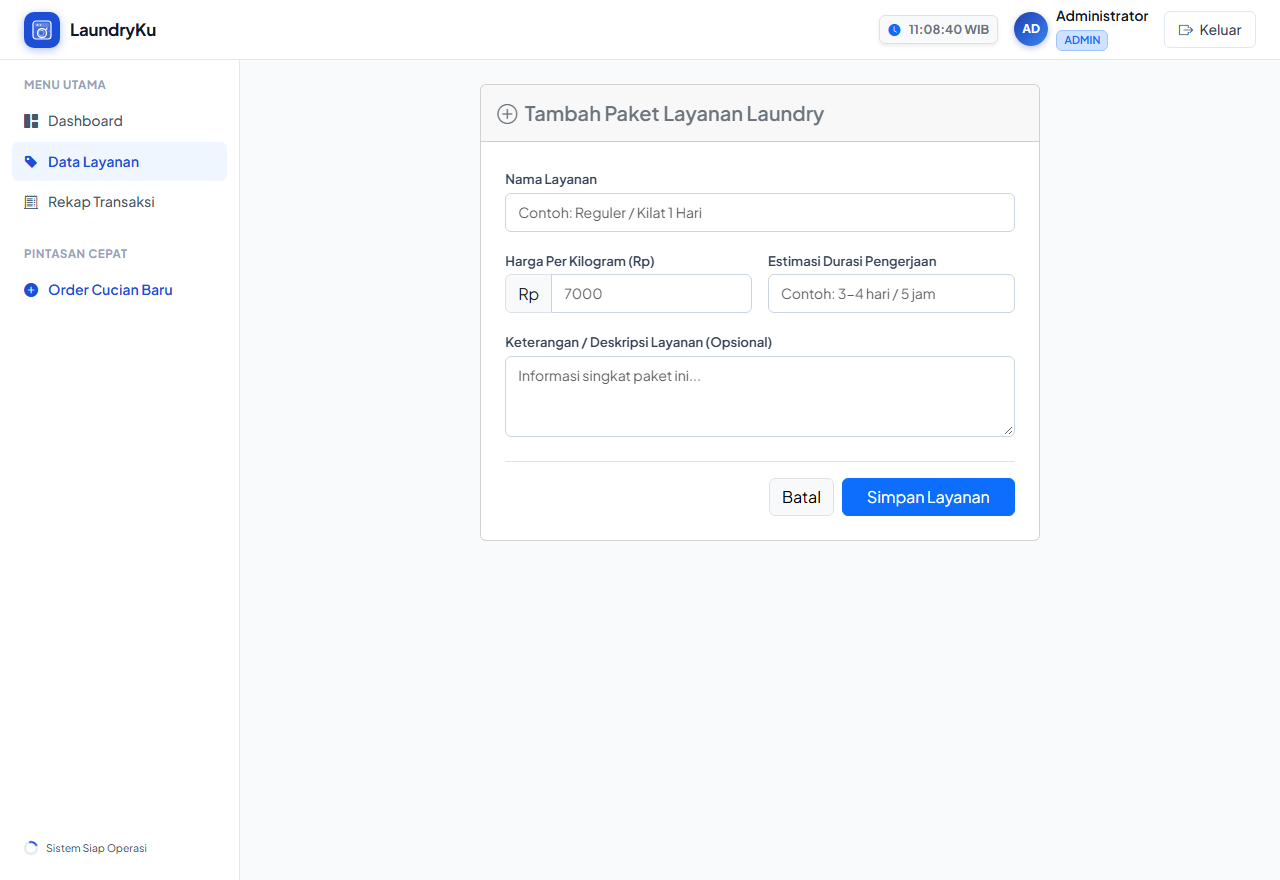 LaundryKu
11:08:40 WIB
AD
Administrator
ADMIN
Keluar
MENU UTAMA
Dashboard
Data Layanan
Rekap Transaksi
PINTASAN CEPAT
Order Cucian Baru
Sistem Siap Operasi
Tambah Paket Layanan Laundry
Nama Layanan
Contoh: Reguler / Kilat 1 Hari
Harga Per Kilogram (Rp)
Estimasi Durasi Pengerjaan
Rp
7000
Contoh: 3-4 hari / 5 jam
Keterangan / Deskripsi Layanan (Opsional)
Informasi singkat paket ini...
Batal
Simpan Layanan